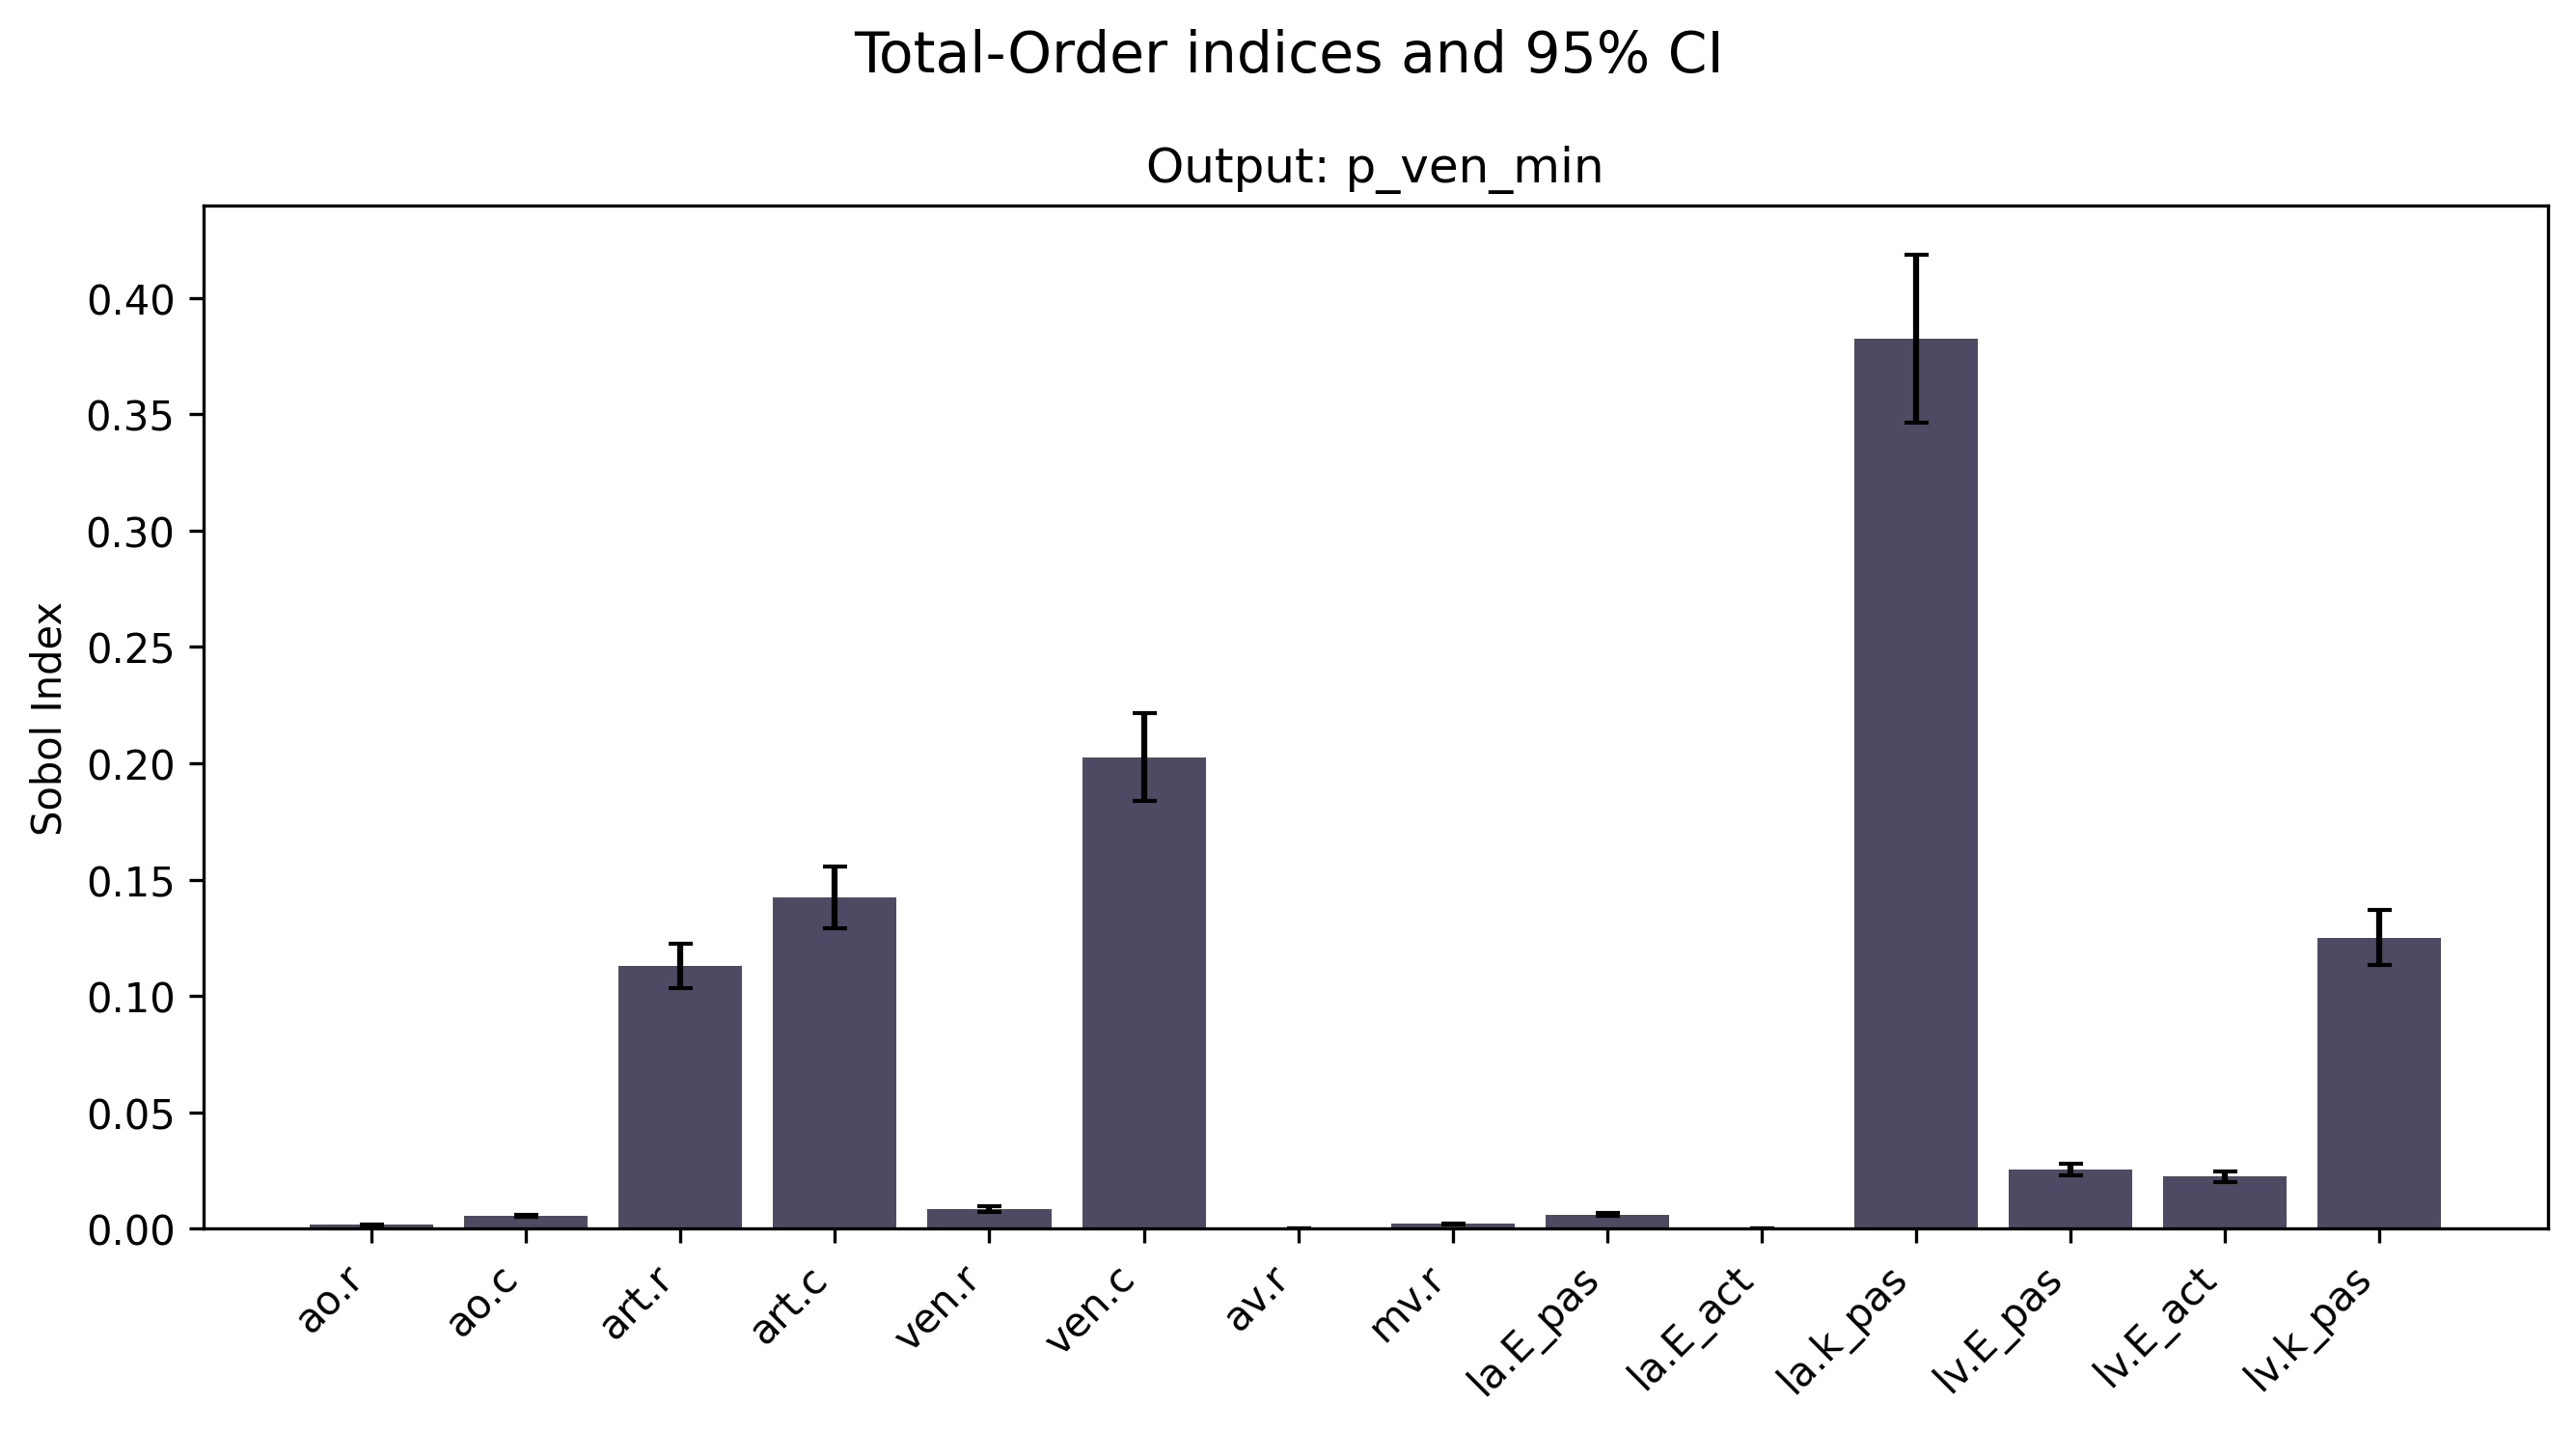 Total-Order indices and 95% CI
Output: p_ven_min
Sobol Index
0.40
0.35
0.30
0.25
0.20
0.15
0.10
0.05
0.00
ao.r
ao.c
art.r
art.c
ven.r
ven.c
av.r
mv.r
la.E_pas
la.E_act
la.k_pas
lv.E_pas
lv.E_act
lv.k_pas